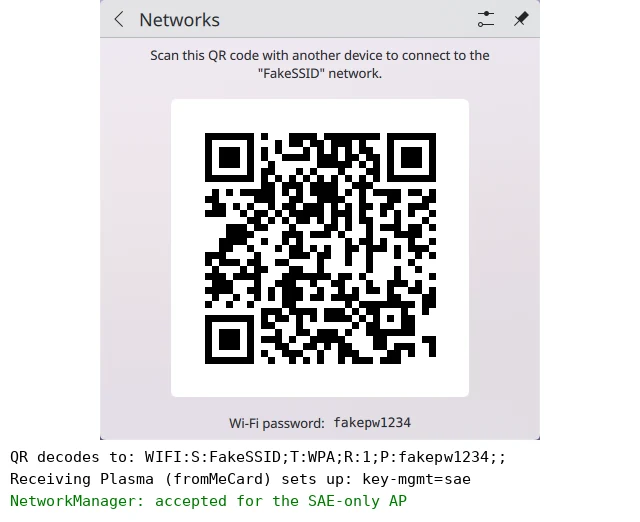 Networks
Scan this QR code with another device to connect to the
"FakeSSID" network.
Wi-Fi password: fakepw1234
QR decodes to: WIFI:S:FakeSSID;T:WPA;R:1;P:fakepw1234;;
Receiving Plasma (fromMeCard) sets up: key-mgmt=sae
NetworkManager: accepted for the SAE-only AP